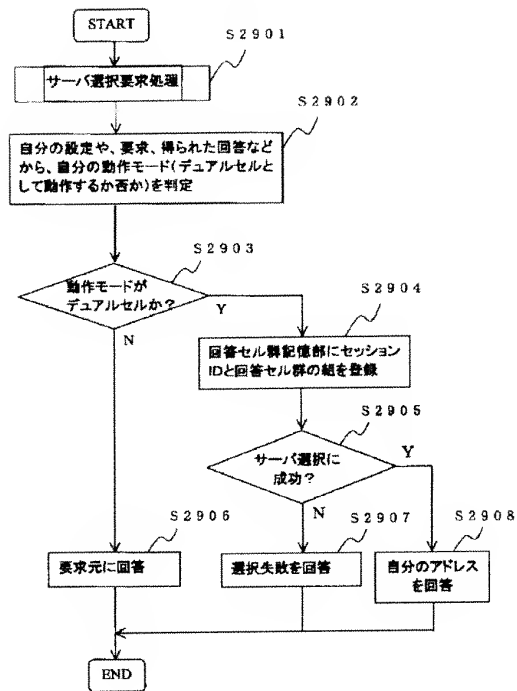 START
S2901
サーバ選択要求処理
S2902
自分の設定や、要求、得られた回答など
から、自分の動作モード(デュアルセルと
して動作するか否か)を判定
S2903
動作モードが
デュアルセルか?
Y
N
S2904
回答セル群記憶部にセッション
IDと回答セル群の組を登録
S2905
サーバ選択に
成功?
Y
N
S2906
要求元に回答
S2907
選択失敗を回答
S2908
自分のアドレス
を回答
END